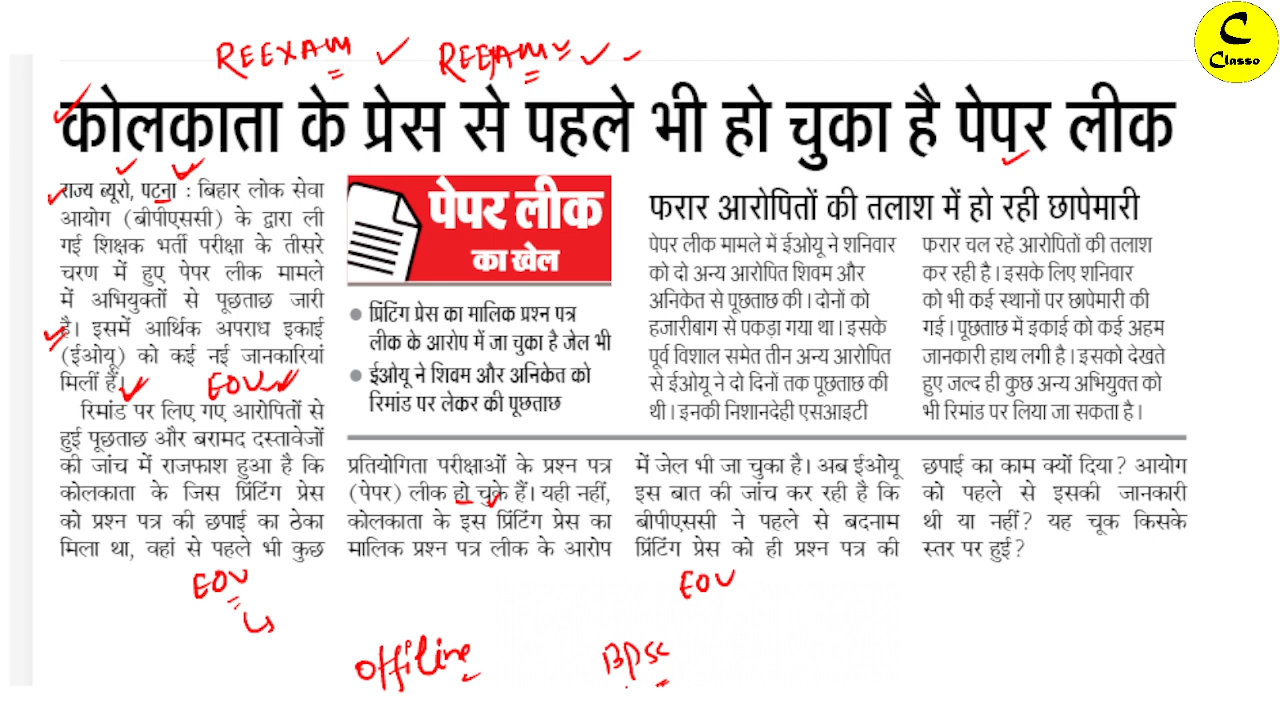 REEXAM
REEXAM
C
Classo
कोलकाता के प्रेस से पहले भी हो चुका है पेपर लीक
राज्य ब्यूरो, पटना : बिहार लोक सेवा
आयोग (बीपीएससी) के द्वारा ली
गई शिक्षक भर्ती परीक्षा के तीसरे
चरण में हुए पेपर लीक मामले
में अभियुक्तों से पूछताछ जारी
है। इसमें आर्थिक अपराध इकाई
(ईओयू) को कई नई जानकारियां
मिलीं हैं।
EOU
रिमांड पर लिए गए आरोपितों से
हुई पूछताछ और बरामद दस्तावेजों
की जांच में राजफाश हुआ है कि
कोलकाता के जिस प्रिंटिंग प्रेस
को प्रश्न पत्र की छपाई का ठेका
मिला था, वहां से पहले भी कुछ
पेपर लीक
का खेल
प्रिंटिंग प्रेस का मालिक प्रश्न पत्र
लीक के आरोप में जा चुका है जेल भी
ईओयू ने शिवम और अनिकेत को
रिमांड पर लेकर की पूछताछ
फरार आरोपितों की तलाश में हो रही छापेमारी
पेपर लीक मामले में ईओयू ने शनिवार
को दो अन्य आरोपित शिवम और
अनिकेत से पूछताछ की। दोनों को
हजारीबाग से पकड़ा गया था। इसके
पूर्व विशाल समेत तीन अन्य आरोपित
से ईओयू ने दो दिनों तक पूछताछ की
थी। इनकी निशानदेही एसआइटी
फरार चल रहे आरोपितों की तलाश
कर रही है। इसके लिए शनिवार
को भी कई स्थानों पर छापेमारी की
गई। पूछताछ में इकाई को कई अहम
जानकारी हाथ लगी है। इसको देखते
हुए जल्द ही कुछ अन्य अभियुक्त को
भी रिमांड पर लिया जा सकता है।
प्रतियोगिता परीक्षाओं के प्रश्न पत्र
(पेपर) लीक हो चुके हैं। यही नहीं,
कोलकाता के इस प्रिंटिंग प्रेस का
मालिक प्रश्न पत्र लीक के आरोप
में जेल भी जा चुका है। अब ईओयू
इस बात की जांच कर रही है कि
बीपीएससी ने पहले से बदनाम
प्रिंटिंग प्रेस को ही प्रश्न पत्र की
छपाई का काम क्यों दिया? आयोग
को पहले से इसकी जानकारी
थी या नहीं? यह चूक किसके
स्तर पर हुई?
EOU
EOU
Offline
BPSC